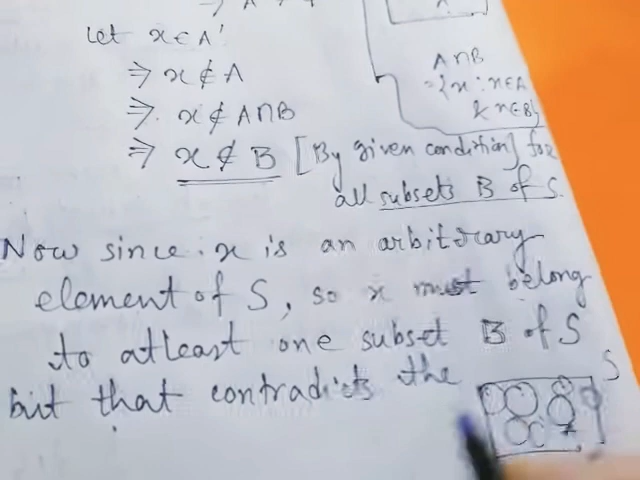 Let x ∈ A'
⇒ x ∉ A
⇒ x ∉ A∩B
⇒ x ∉ B [By given condition] for
all subsets B of S.
A∩B
={x : x∈A
& x∈B}
Now since x is an arbitrary
element of S, so x must belong
to atleast one subset B of S
but that contradicts the
S